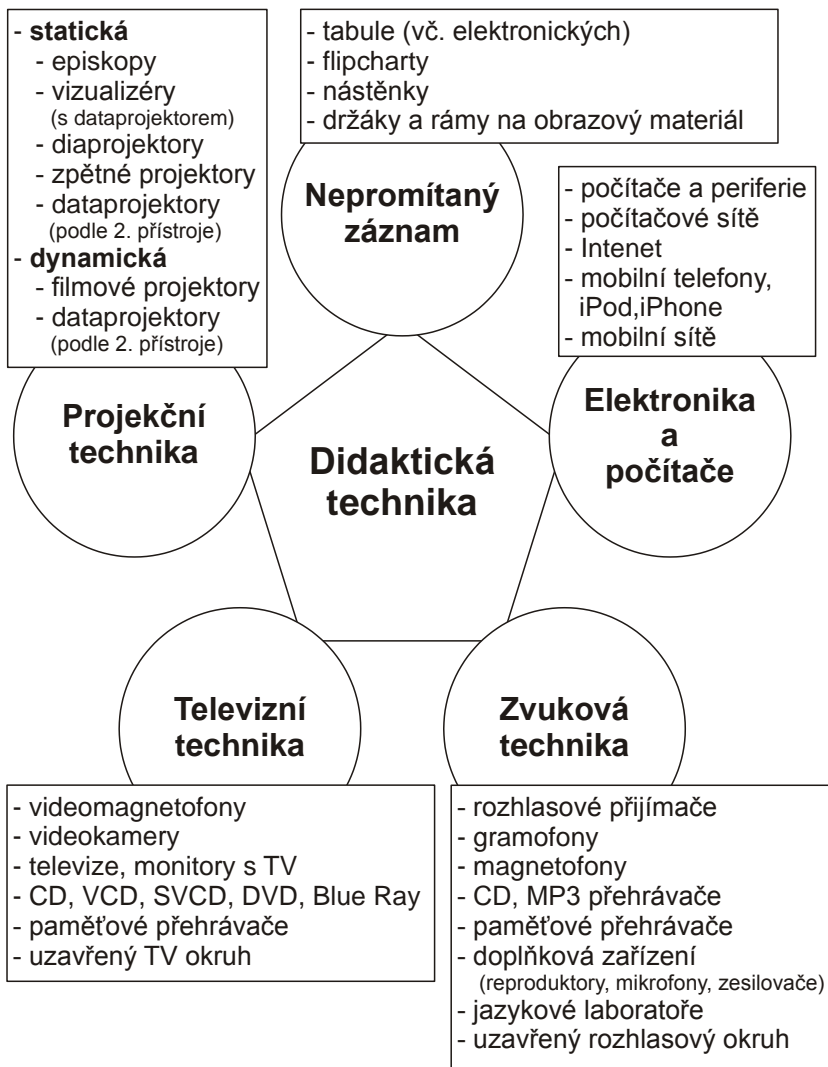 - statická
- episkopy
- vizualizéry
(s dataprojektorem)
- diaprojektory
- zpětné projektory
- dataprojektory
(podle 2. přístroje)
- dynamická
- filmové projektory
- dataprojektory
(podle 2. přístroje)
Projekční
technika
- tabule (vč. elektronických)
- flipcharty
- nástěnky
- držáky a rámy na obrazový materiál
Nepromítaný
záznam
- počítače a periferie
- počítačové sítě
- Intenet
- mobilní telefony,
iPod,iPhone
- mobilní sítě
Elektronika
a
počítače
Didaktická
technika
Televizní
technika
- videomagnetofony
- videokamery
- televize, monitory s TV
- CD, VCD, SVCD, DVD, Blue Ray
- paměťové přehrávače
- uzavřený TV okruh
Zvuková
technika
- rozhlasové přijímače
- gramofony
- magnetofony
- CD, MP3 přehrávače
- paměťové přehrávače
- doplňková zařízení
(reproduktory, mikrofony, zesilovače)
- jazykové laboratoře
- uzavřený rozhlasový okruh